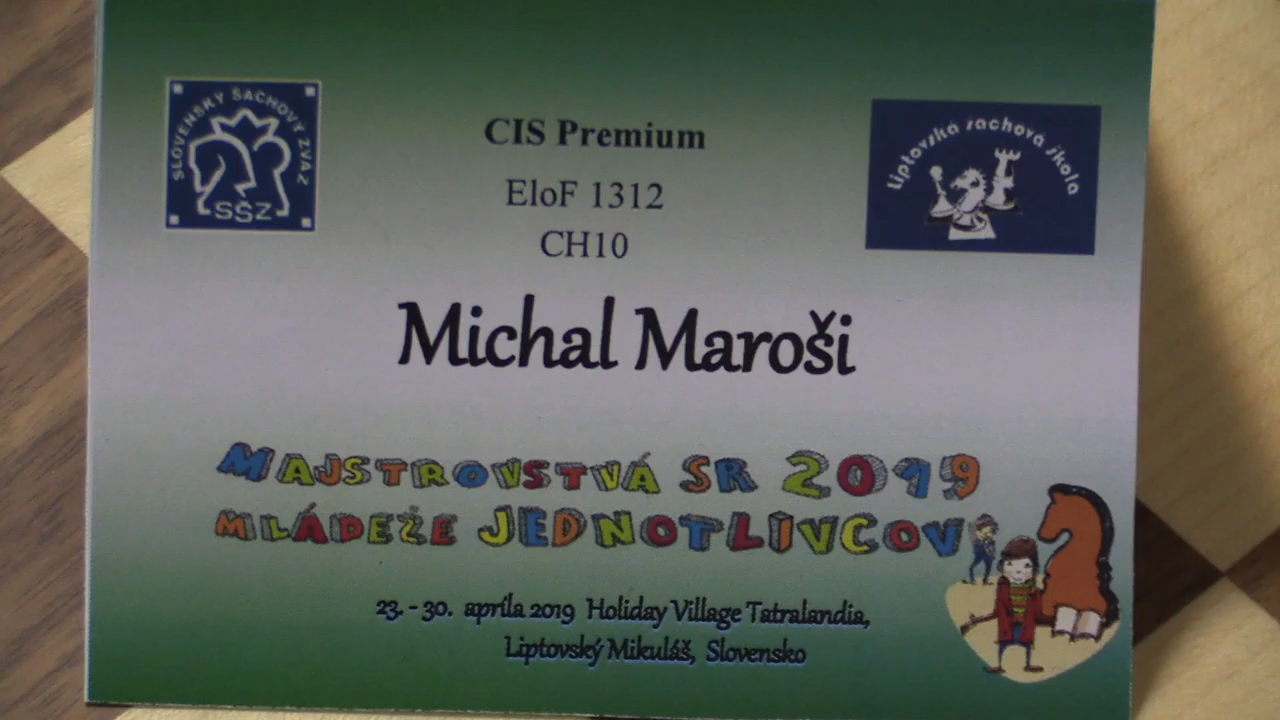 SLOVENSKÝ ŠACHOVÝ ZVÄZ
SŠZ
CIS Premium
EloF 1312
CH10
Liptovská šachová škola
Michal Maroši
MAJSTROVSTVÁ SR 2019
MLÁDEŽE JEDNOTLIVCOV
23. - 30. apríla 2019 Holiday Village Tatralandia,
Liptovský Mikuláš, Slovensko